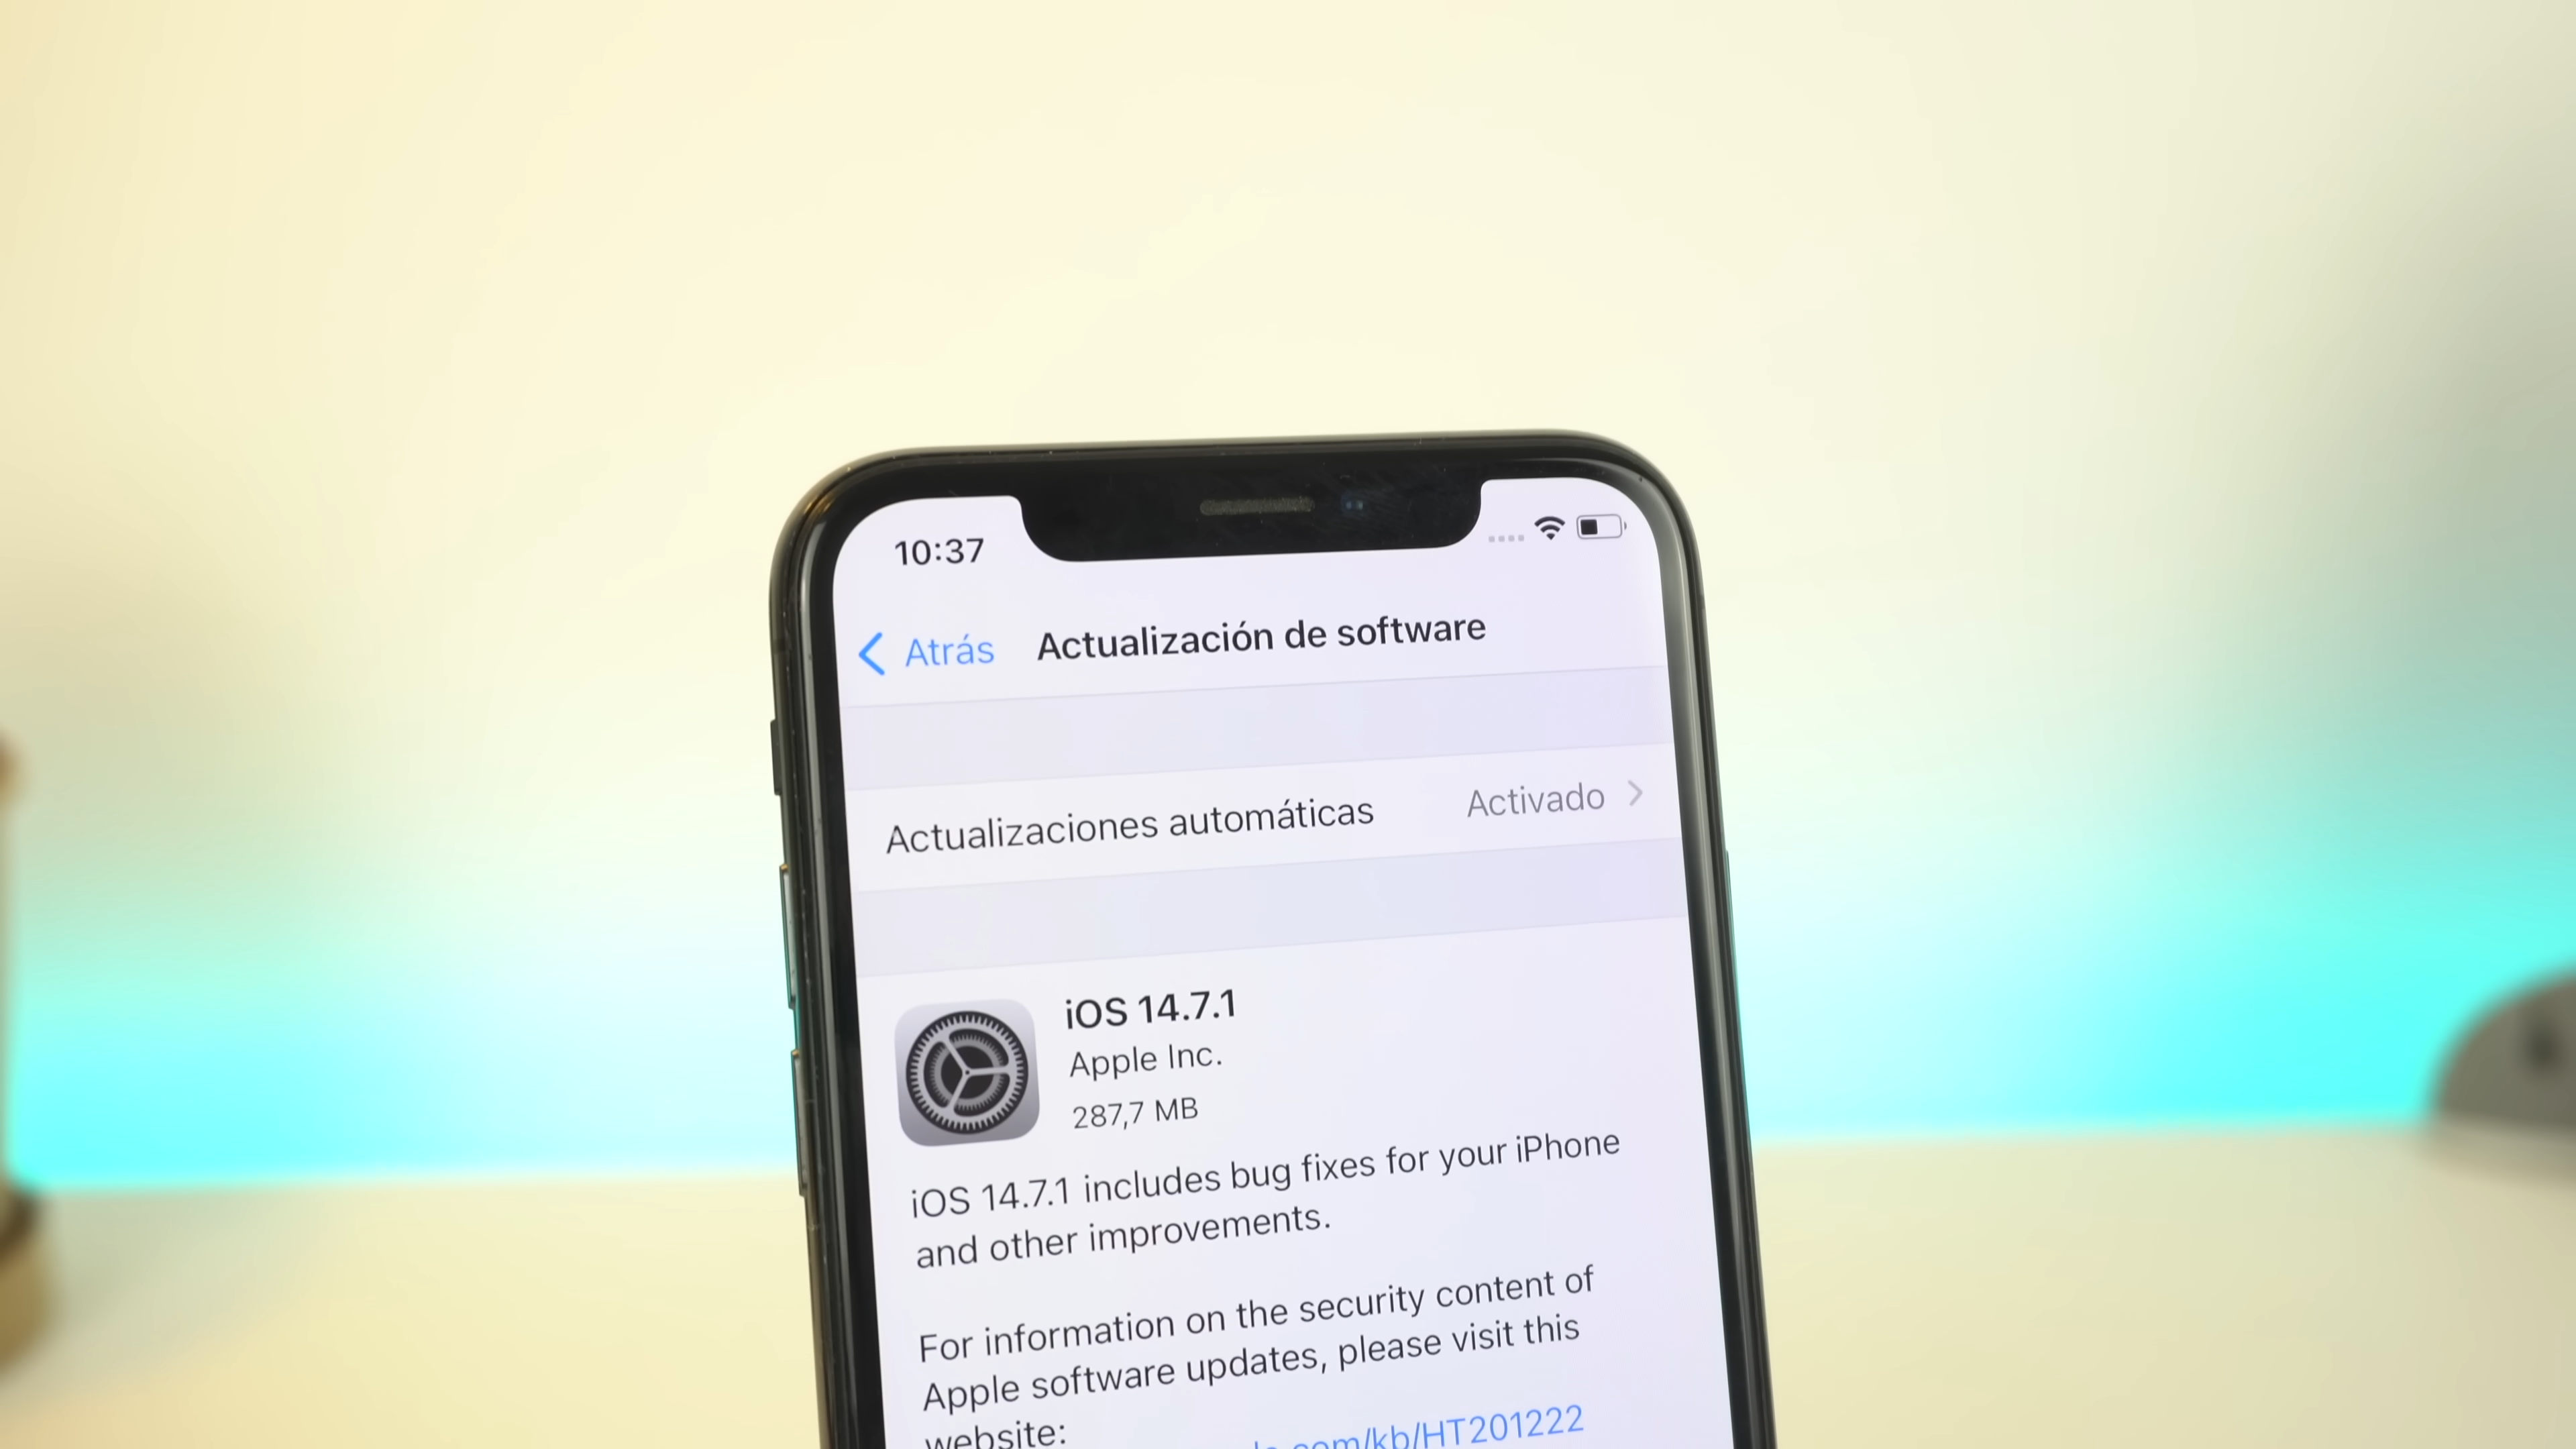 10:37
Atrás Actualización de software
Actualizaciones automáticas Activado
iOS 14.7.1
Apple Inc.
287,7 MB
iOS 14.7.1 includes bug fixes for your iPhone
and other improvements.
For information on the security content of
Apple software updates, please visit this
website:
.com/kb/HT201222